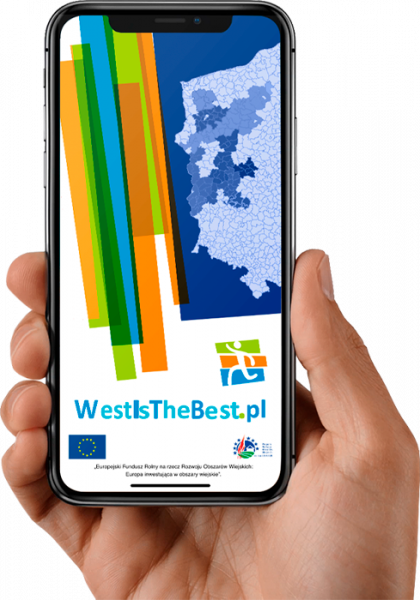 WestIsTheBest.pl
„Europejski Fundusz Rolny na rzecz Rozwoju Obszarów Wiejskich:
Europa inwestująca w obszary wiejskie”.